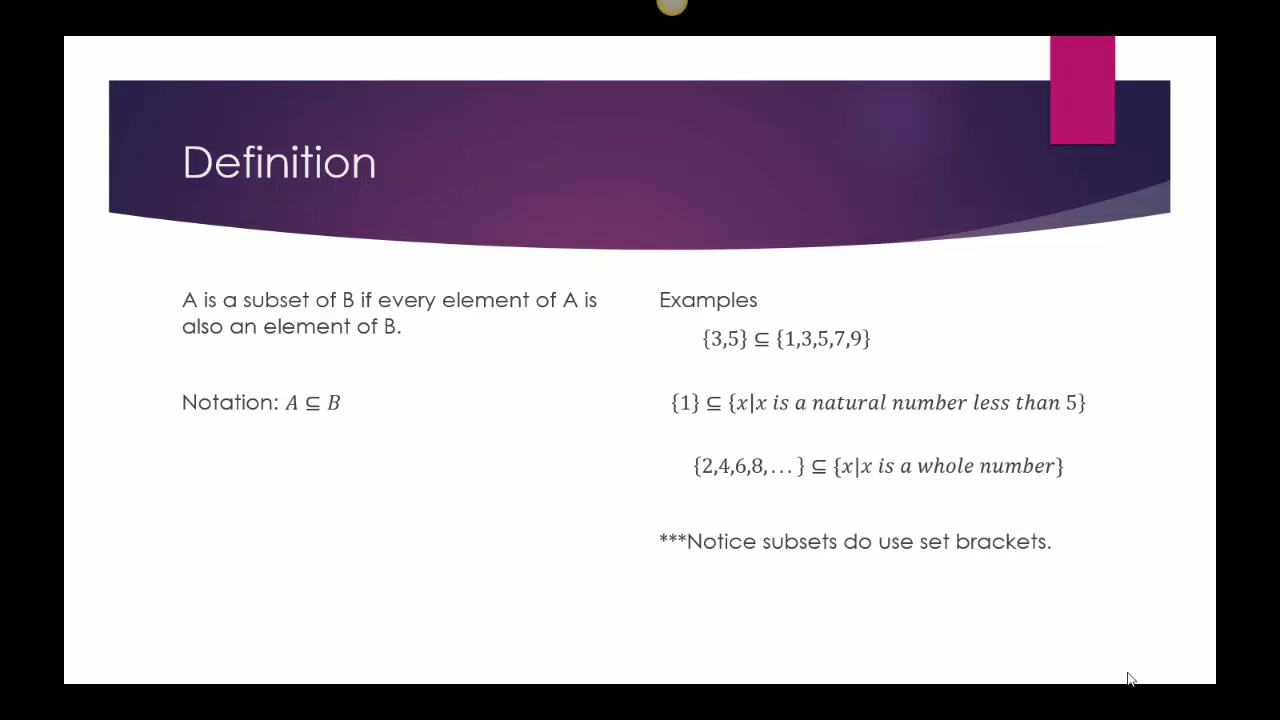 Definition
A is a subset of B if every element of A is
also an element of B.
Notation: A ⊆ B
Examples
{3,5} ⊆ {1,3,5,7,9}
{1} ⊆ {x|x is a natural number less than 5}
{2,4,6,8,...} ⊆ {x|x is a whole number}
***Notice subsets do use set brackets.